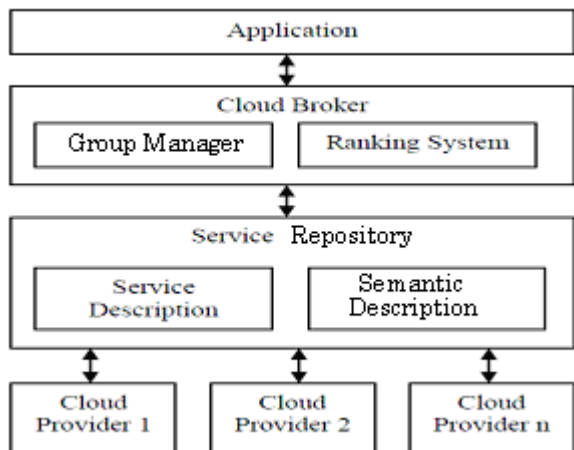 Application
Cloud Broker
Group Manager
Ranking System
Service Repository
Service
Description
Semantic
Description
Cloud
Provider 1
Cloud
Provider 2
Cloud
Provider n